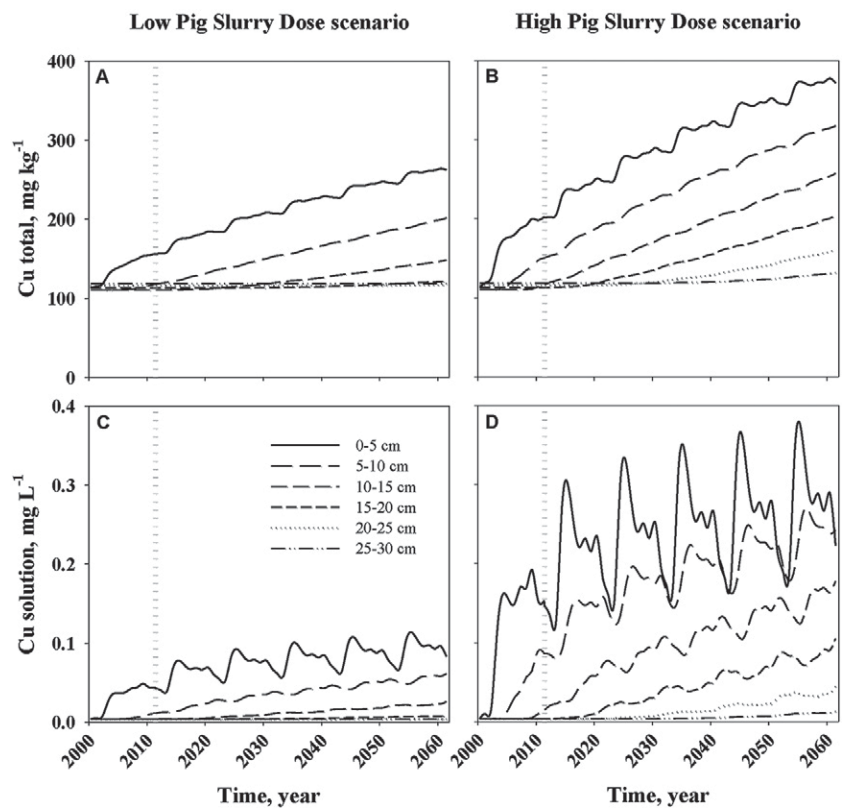 Low Pig Slurry Dose scenario
High Pig Slurry Dose scenario
A
B
400
300
200
100
0
Cu total, mg kg⁻¹
C
D
0.4
0.3
0.2
0.1
0.0
Cu solution, mg L⁻¹
0-5 cm
5-10 cm
10-15 cm
15-20 cm
20-25 cm
25-30 cm
2000
2010
2020
2030
2040
2050
2060
2000
2010
2020
2030
2040
2050
2060
Time, year
Time, year